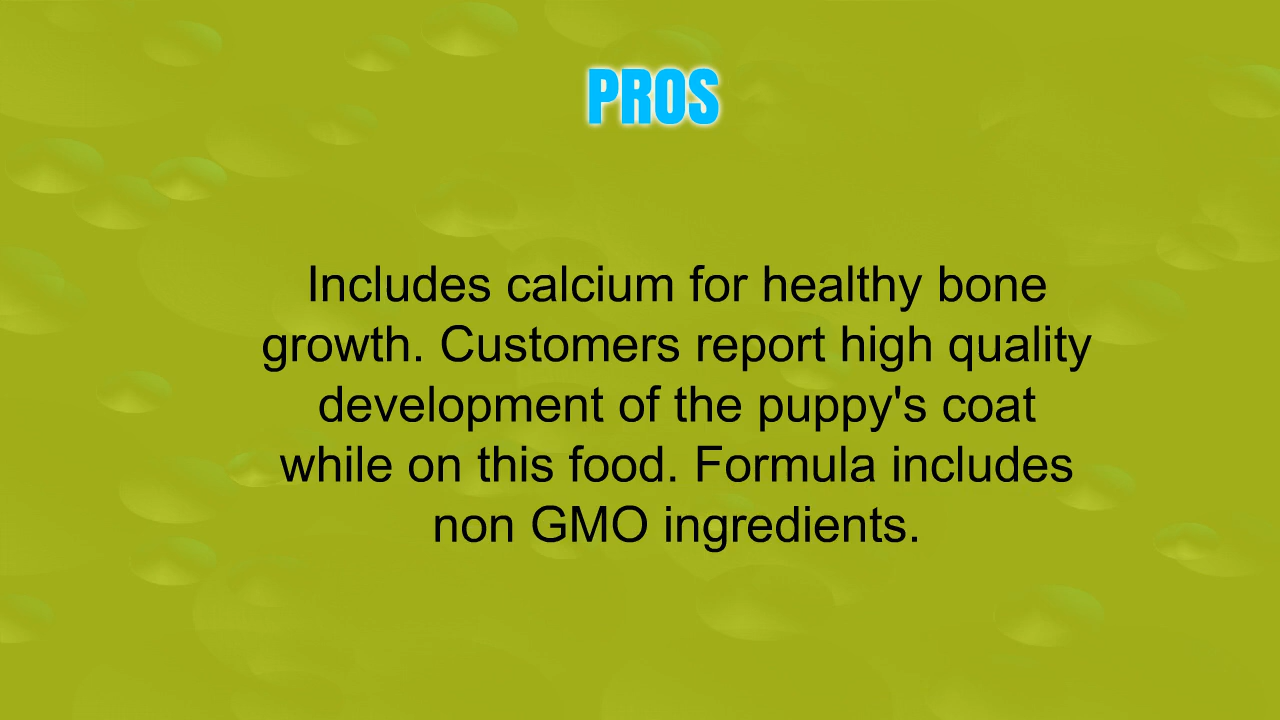 PROS
Includes calcium for healthy bone
growth. Customers report high quality
development of the puppy's coat
while on this food. Formula includes
non GMO ingredients.